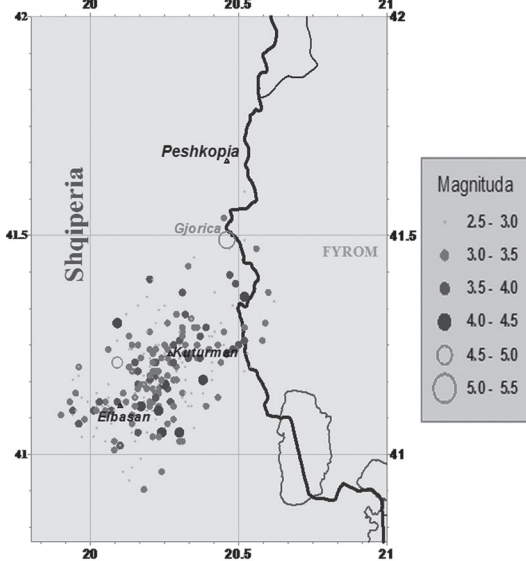 20
20.5
21
42
42
Peshkopia
Shqiperia
Gjorica
41.5
FYROM
Kuturman
Elbasan
41
41
20
20.5
21
Magnituda
2.5 - 3.0
3.0 - 3.5
3.5 - 4.0
4.0 - 4.5
4.5 - 5.0
5.0 - 5.5